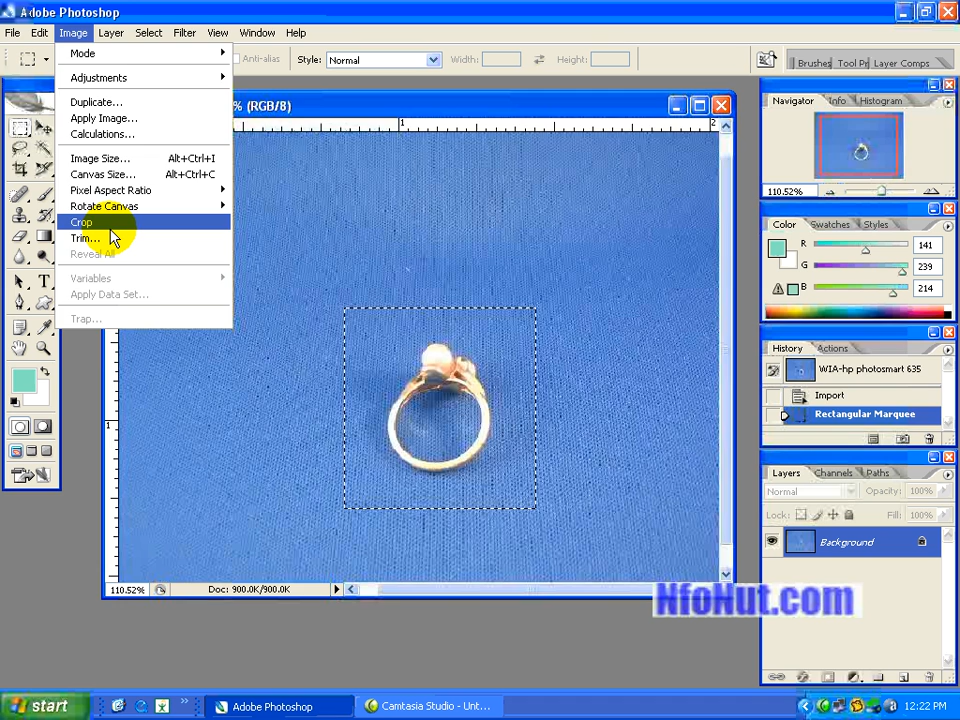 Adobe Photoshop
File Edit Image Layer Select Filter View Window Help
Anti-alias Style: Normal Width: Height: Brushes Layer Comps
Mode
Adjustments
Duplicate...
Apply Image...
Calculations...
Image Size... Alt+Ctrl+I
Canvas Size... Alt+Ctrl+C
Pixel Aspect Ratio
Rotate Canvas
Crop
Trim...
Reveal All
Variables
Apply Data Set...
Trap...
% (RGB/8)
1 2
1
110.52% Doc: 900.0K/900.0K
Navigator Info Histogram
110.52%
Color Swatches Styles
R 141
G 239
B 214
History Actions
WIA-hp photosmart 635
Import
Rectangular Marquee
Layers Channels Paths
Normal Opacity: 100%
Lock: Fill: 100%
Background
NfoNut.com
start Adobe Photoshop Camtasia Studio - Unt... 12:22 PM